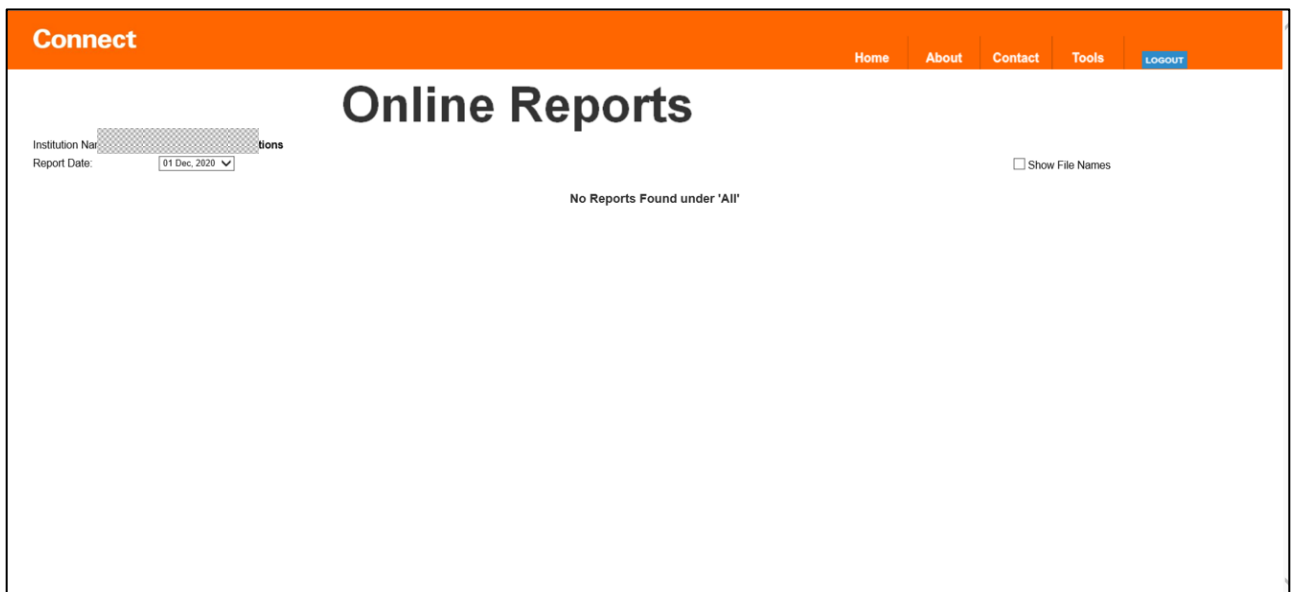 Connect
Home About Contact Tools LOGOUT
Online Reports
Institution tions
Report Date: 01 Dec, 2020
Show File Names
No Reports Found under 'All'